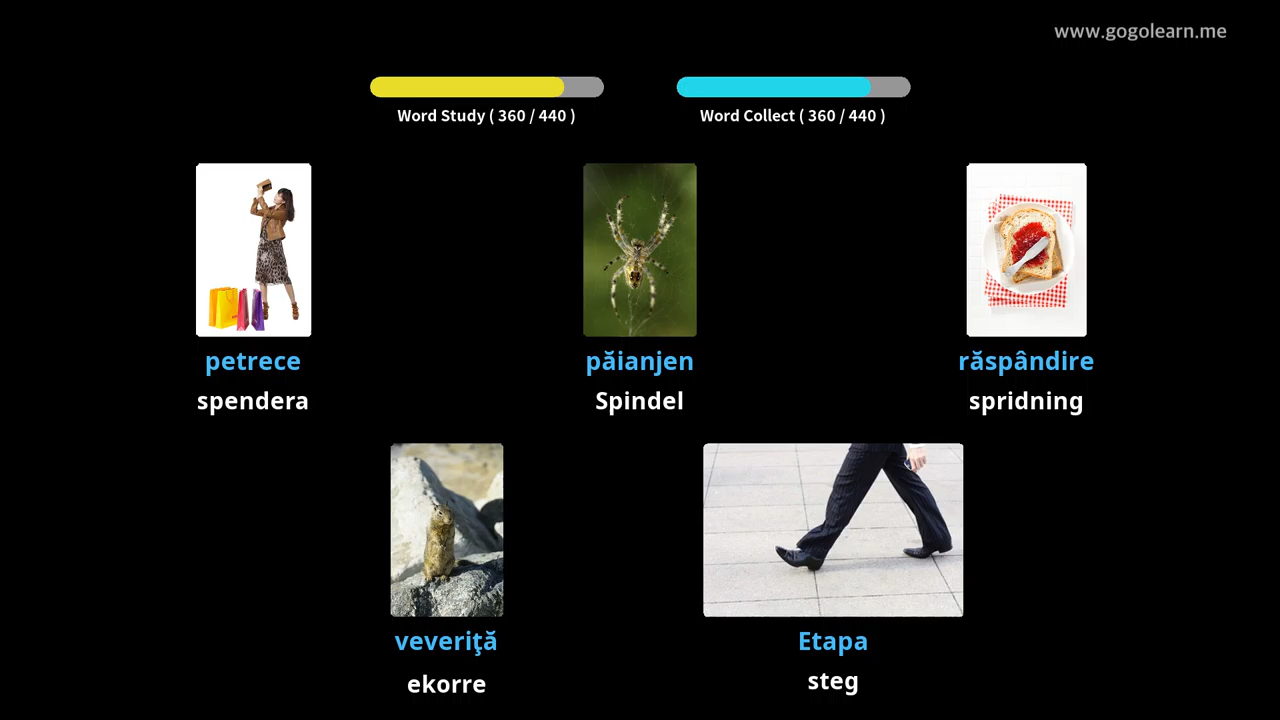 www.gogolearn.me
Word Study ( 360 / 440 )
Word Collect ( 360 / 440 )
petrece
spendera
păianjen
Spindel
răspândire
spridning
veveriţă
ekorre
Etapa
steg